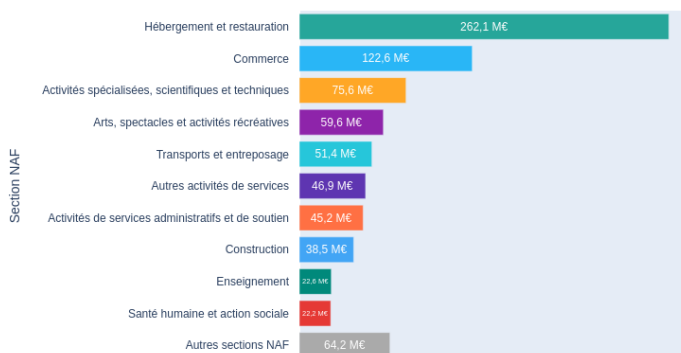 Section NAF
Hébergement et restauration 262,1 M€
Commerce 122,6 M€
Activités spécialisées, scientifiques et techniques 75,6 M€
Arts, spectacles et activités récréatives 59,6 M€
Transports et entreposage 51,4 M€
Autres activités de services 46,9 M€
Activités de services administratifs et de soutien 45,2 M€
Construction 38,5 M€
Enseignement 22,6 M€
Santé humaine et action sociale 22,2 M€
Autres sections NAF 64,2 M€